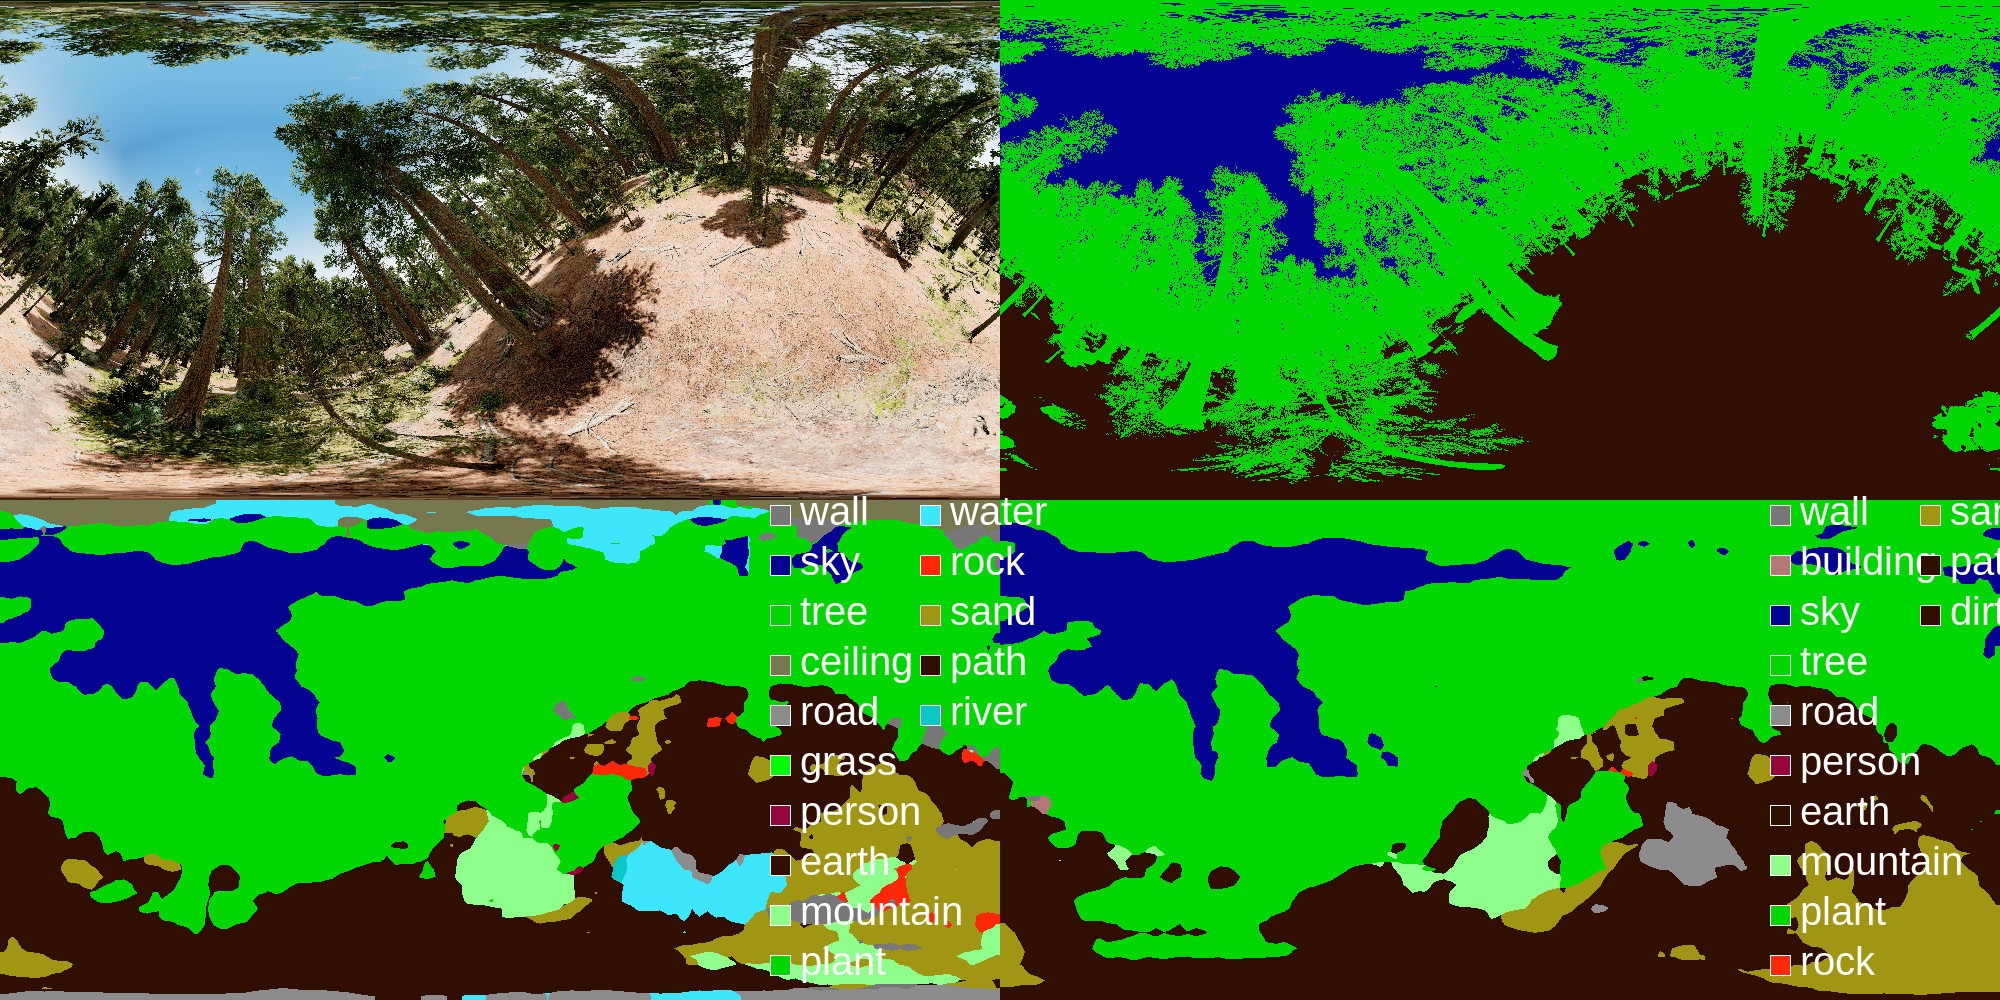 wall
water
sky
rock
tree
sand
ceiling
path
road
river
grass
person
earth
mountain
plant
wall
building
sky
tree
road
person
earth
mountain
plant
rock